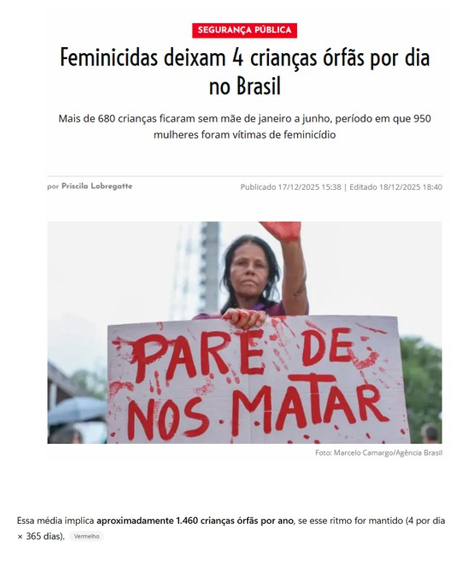 SEGURANÇA PÚBLICA
Feminicidas deixam 4 crianças órfãs por dia
no Brasil
Mais de 680 crianças ficaram sem mãe de janeiro a junho, período em que 950
mulheres foram vítimas de feminicídio
por Priscila Lobregatte
Publicado 17/12/2025 15:38 | Editado 18/12/2025 18:40
PARE DE
NOS MATAR
Foto: Marcelo Camargo/Agência Brasil
Essa média implica aproximadamente 1.460 crianças órfãs por ano, se esse ritmo for mantido (4 por dia
× 365 dias). Vermelho